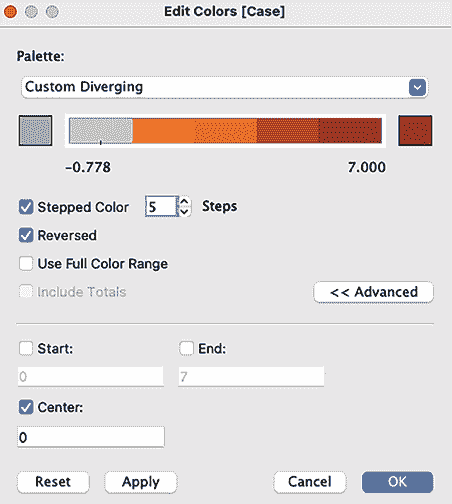 Edit Colors [Case]
Palette:
Custom Diverging
-0.778 7.000
Stepped Color 5 Steps
Reversed
Use Full Color Range
Include Totals << Advanced
Start: End:
0 7
Center:
0
Reset Apply Cancel OK